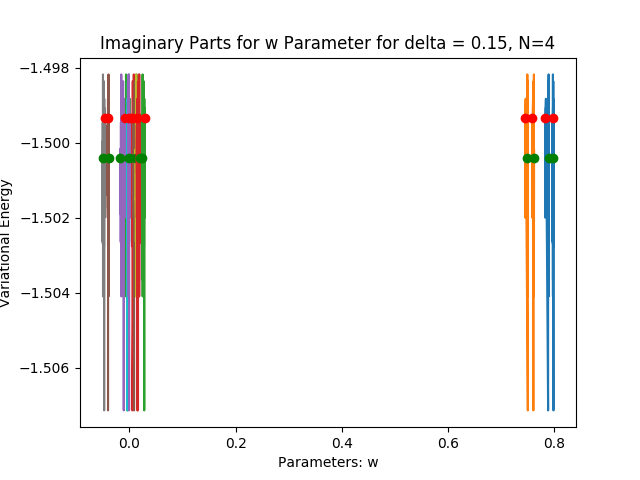 Imaginary Parts for w Parameter for delta = 0.15, N=4
−1.498
−1.500
−1.502
−1.504
−1.506
Variational Energy
0.0 0.2 0.4 0.6 0.8
Parameters: w